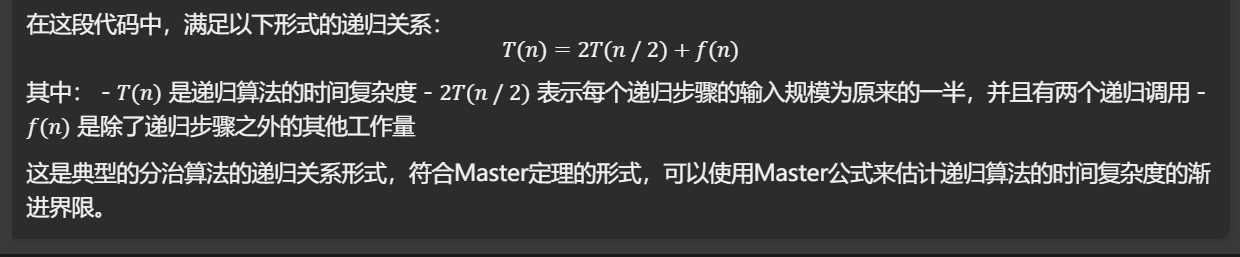 在这段代码中，满足以下形式的递归关系：
T(n) = 2T(n / 2) + f(n)
其中： - T(n) 是递归算法的时间复杂度 - 2T(n / 2) 表示每个递归步骤的输入规模为原来的一半，并且有两个递归调用 -
f(n) 是除了递归步骤之外的其他工作量
这是典型的分治算法的递归关系形式，符合Master定理的形式，可以使用Master公式来估计递归算法的时间复杂度的渐
进界限。